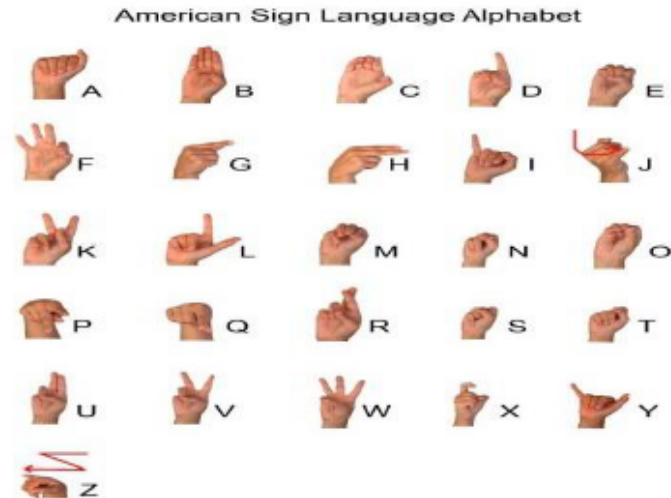 American Sign Language Alphabet
A B C D E
F G H I J
K L M N O
P Q R S T
U V W X Y
Z